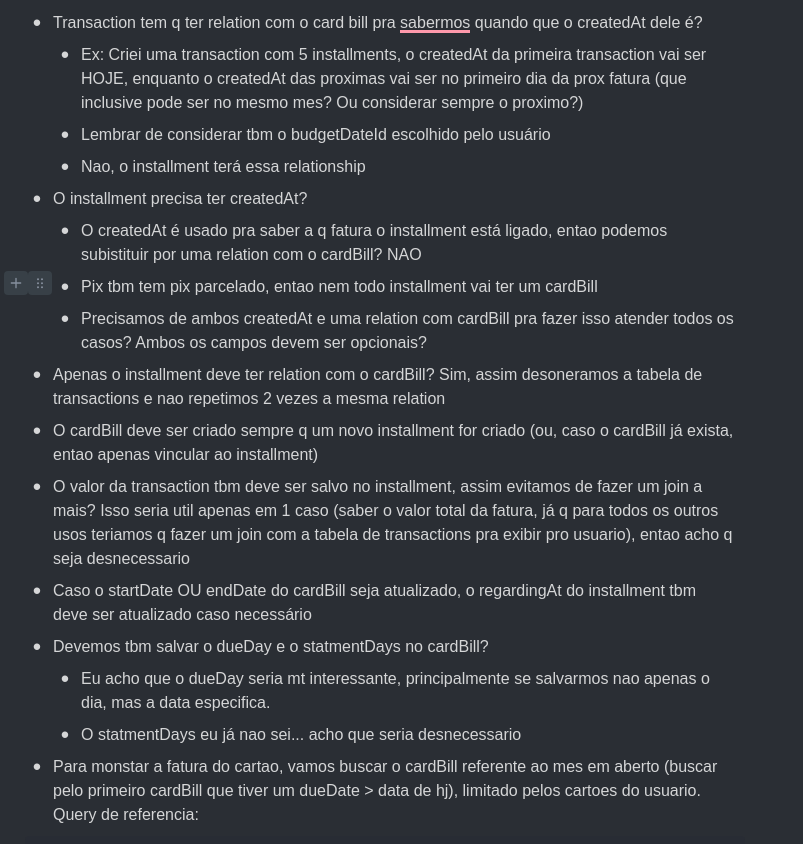 Transaction tem q ter relation com o card bill pra sabermos quando que o createdAt dele é?
Ex: Criei uma transaction com 5 installments, o createdAt da primeira transaction vai ser
HOJE, enquanto o createdAt das proximas vai ser no primeiro dia da prox fatura (que
inclusive pode ser no mesmo mes? Ou considerar sempre o proximo?)
Lembrar de considerar tbm o budgetDateId escolhido pelo usuário
Nao, o installment terá essa relationship
O installment precisa ter createdAt?
O createdAt é usado pra saber a q fatura o installment está ligado, entao podemos
subistituir por uma relation com o cardBill? NAO
Pix tbm tem pix parcelado, entao nem todo installment vai ter um cardBill
Precisamos de ambos createdAt e uma relation com cardBill pra fazer isso atender todos os
casos? Ambos os campos devem ser opcionais?
Apenas o installment deve ter relation com o cardBill? Sim, assim desoneramos a tabela de
transactions e nao repetimos 2 vezes a mesma relation
O cardBill deve ser criado sempre q um novo installment for criado (ou, caso o cardBill já exista,
entao apenas vincular ao installment)
O valor da transaction tbm deve ser salvo no installment, assim evitamos de fazer um join a
mais? Isso seria util apenas em 1 caso (saber o valor total da fatura, já q para todos os outros
usos teriamos q fazer um join com a tabela de transactions pra exibir pro usuario), entao acho q
seja desnecessario
Caso o startDate OU endDate do cardBill seja atualizado, o regardingAt do installment tbm
deve ser atualizado caso necessário
Devemos tbm salvar o dueDay e o statmentDays no cardBill?
Eu acho que o dueDay seria mt interessante, principalmente se salvarmos nao apenas o
dia, mas a data especifica.
O statmentDays eu já nao sei... acho que seria desnecessario
Para monstar a fatura do cartao, vamos buscar o cardBill referente ao mes em aberto (buscar
pelo primeiro cardBill que tiver um dueDate > data de hj), limitado pelos cartoes do usuario.
Query de referencia: